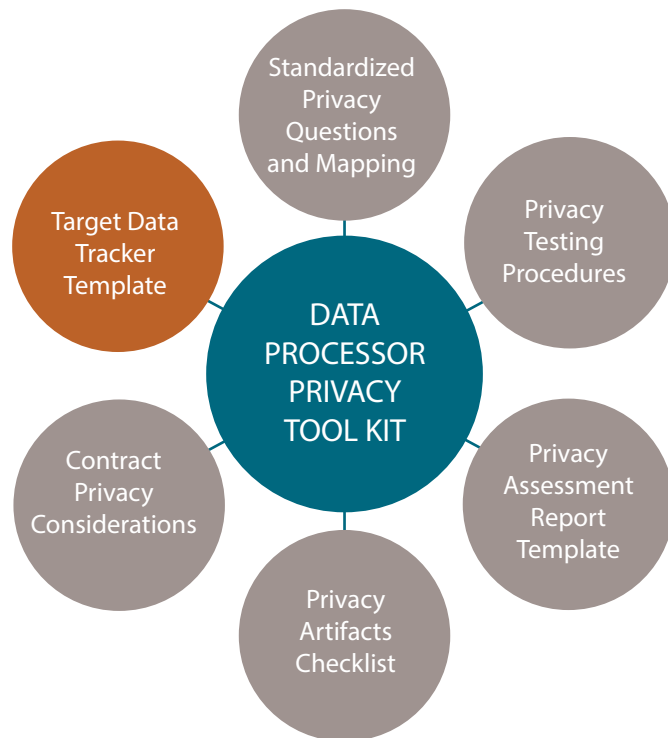 Standardized
Privacy
Questions
and Mapping
Privacy
Testing
Procedures
Privacy
Assessment
Report
Template
Privacy
Artifacts
Checklist
Contract
Privacy
Considerations
Target Data
Tracker
Template
DATA
PROCESSOR
PRIVACY
TOOL KIT